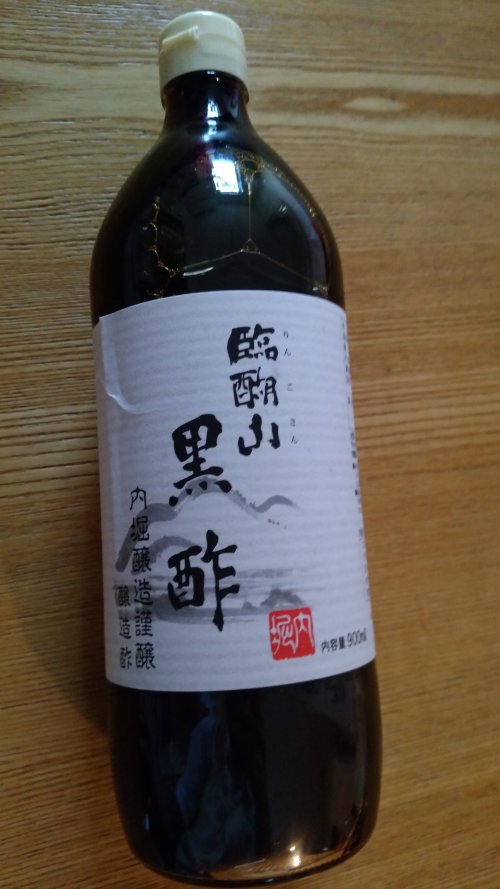 臨醐山
りんこさん
黒酢
内堀醸造謹醸
醸造酢
内堀
内容量 900ml